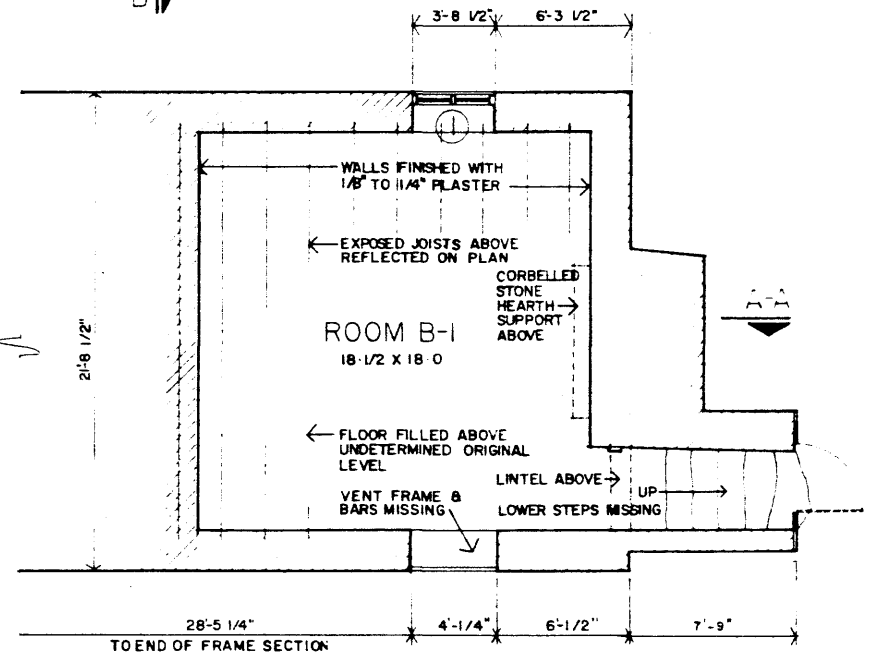 3'-8 1/2"
6'-3 1/2"
WALLS FINISHED WITH
1/8" TO 1 1/4" PLASTER
EXPOSED JOISTS ABOVE
REFLECTED ON PLAN
CORBELLED
STONE
HEARTH
SUPPORT
ABOVE
A-A
ROOM B-1
18-1/2 X 18-0
21'-8 1/2"
FLOOR FILLED ABOVE
UNDETERMINED ORIGINAL
LEVEL
LINTEL ABOVE
UP
VENT FRAME &
BARS MISSING
LOWER STEPS MISSING
28'-5 1/4"
4'-1/4"
6'-1/2"
7'-9"
TO END OF FRAME SECTION